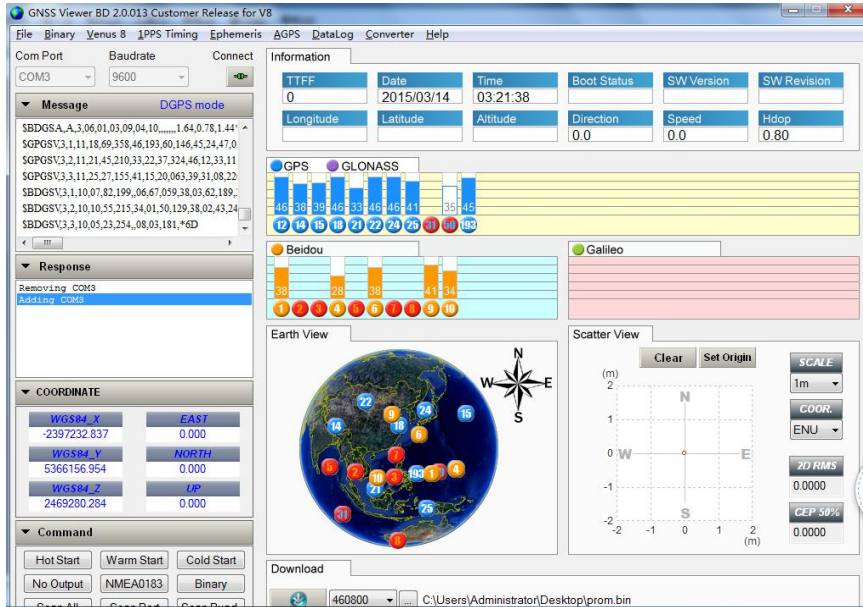 GNSS Viewer BD 2.0.013 Customer Release for V8
File Binary Venus 8 1PPS Timing Ephemeris AGPS DataLog Converter Help
Com Port Baudrate Connect
COM3 9600
Message DGPS mode
$BDGSA,A,3,06,01,03,09,04,10,,,,,,,1.64,0.78,1.44*
$GPGSV,3,1,11,18,69,358,46,193,60,146,45,24,47,0
$GPGSV,3,2,11,21,45,210,33,22,37,324,46,12,33,11
$GPGSV,3,3,11,25,27,155,41,15,20,063,39,31,08,22
$BDGSV,3,1,10,07,82,199,,06,67,059,38,03,62,189,
$BDGSV,3,2,10,10,55,215,34,01,50,129,38,02,43,24
$BDGSV,3,3,10,05,23,254,,08,03,181,*6D
Response
Removing COM3
Adding COM3
COORDINATE
WGS84_X EAST
-2397232.837 0.000
WGS84_Y NORTH
5366156.954 0.000
WGS84_Z UP
2469280.284 0.000
Command
Hot Start Warm Start Cold Start
No Output NMEA0183 Binary
Information
TTFF Date Time Boot Status SW Version SW Revision
0 2015/03/14 03:21:38
Longitude Latitude Altitude Direction Speed Hdop
0.0 0.0 0.80
GPS GLONASS
46 38 39 46 33 46 46 41 35 45
12 14 15 18 21 22 24 25 31 50 193
Beidou
38 28 38 41 34
1 2 3 4 5 6 7 8 9 10
Galileo
Earth View
N
W E
S
22 9 24 15
14 18 6
7
5 2 10 3 193 1 4
21
25
31
8
Scatter View
Clear Set Origin
(m)
2
1
0
-1
-2
-2 -1 0 1 2
(m)
N
W E
S
SCALE
1m
COOR.
ENU
2D RMS
0.0000
CEP 50%
0.0000
Download
460800 ... C:\Users\Administrator\Desktop\prom.bin